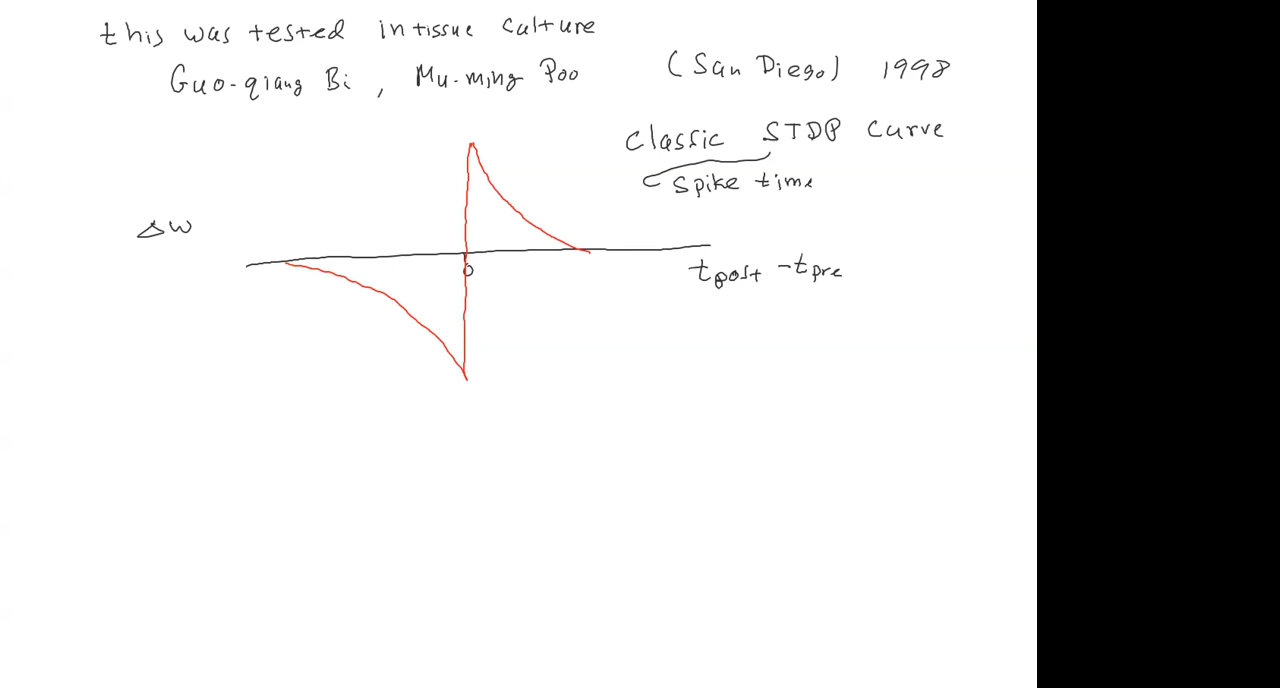 this was tested in tissue culture
Guo-qiang Bi, Mu-ming Poo (San Diego) 1998
Classic STDP curve
spike time
Δw
0
tpost - tpre